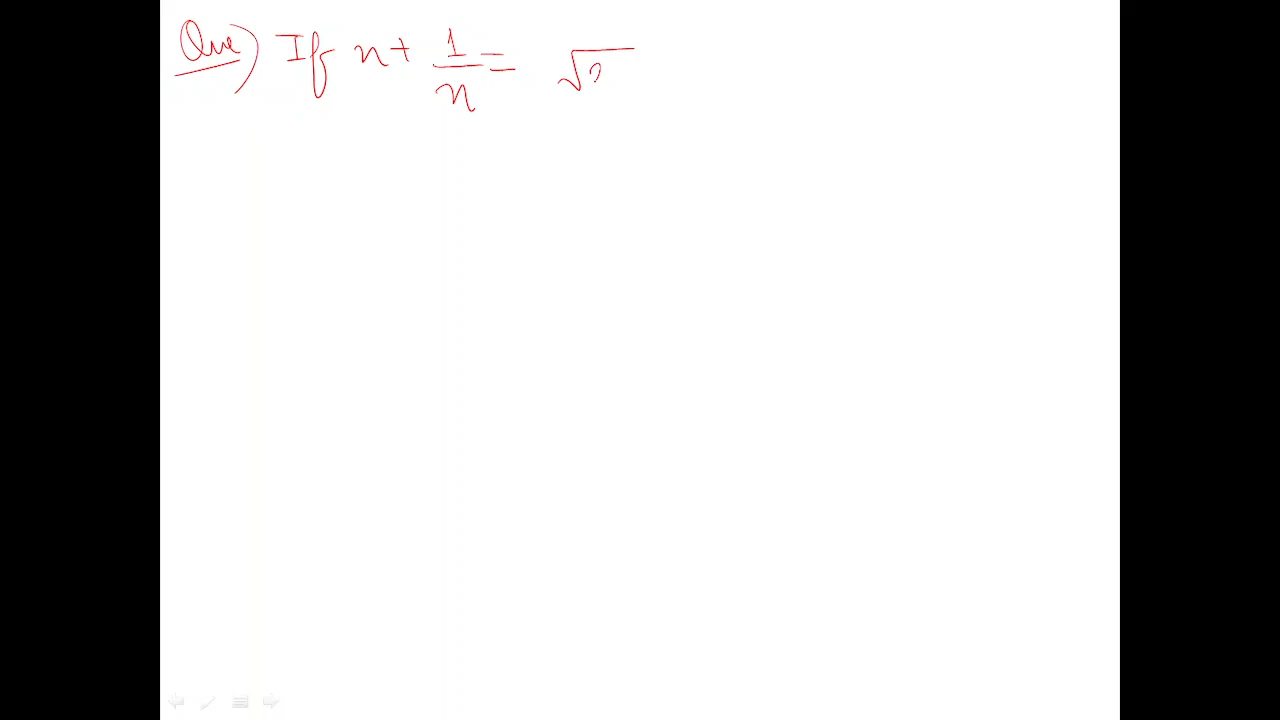 Que) If x + 1/x = √